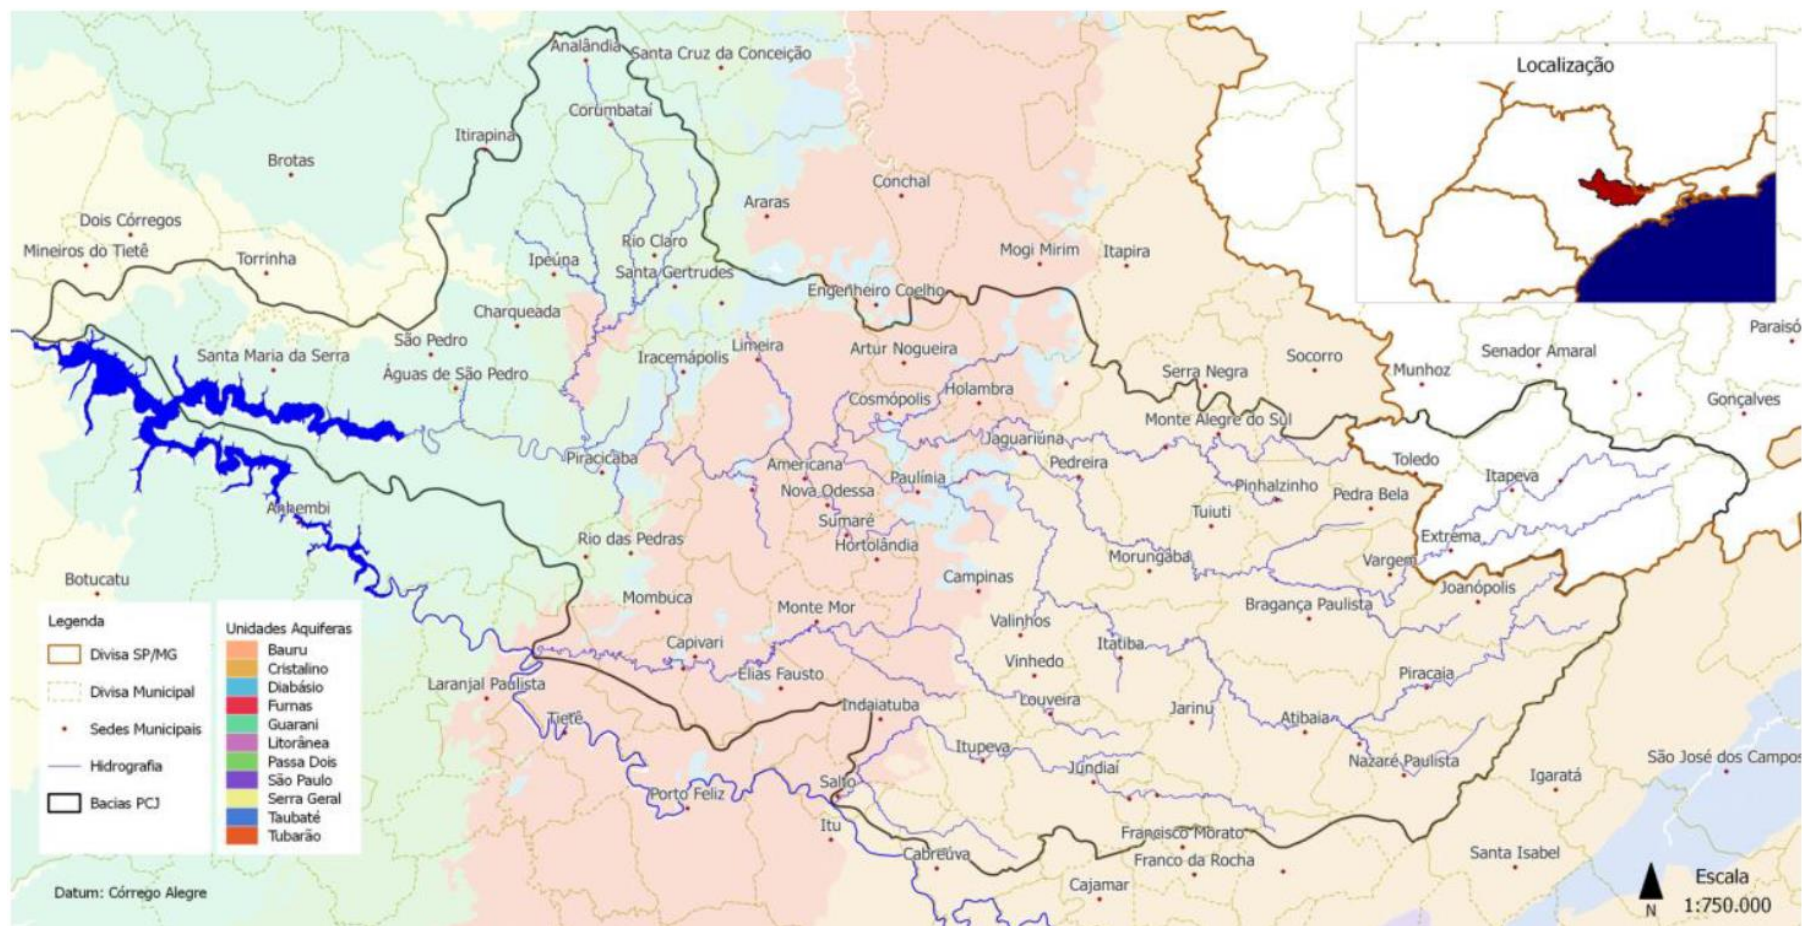 Analândia
Santa Cruz da Conceição
Localização
Corumbataí
Itirapina
Brotas
Conchal
Araras
Dois Córregos
Mineiros do Tietê
Torrinha
Rio Claro
Ipeúna
Santa Gertrudes
Mogi Mirim
Itapira
Engenheiro Coelho
Charqueada
São Pedro
Santa Maria da Serra
Águas de São Pedro
Iracemápolis
Limeira
Artur Nogueira
Holambra
Cosmópolis
Serra Negra
Socorro
Munhoz
Senador Amaral
Paraisó
Gonçalves
Monte Alegre do Sul
Jaguariúna
Pedreira
Piracicaba
Americana
Nova Odessa
Paulínia
Sumaré
Hortolândia
Toledo
Itapeva
Pinhalzinho
Pedra Bela
Tuiuti
Extrema
Anhembi
Rio das Pedras
Morungaba
Vargem
Joanópolis
Botucatu
Campinas
Mombuca
Monte Mor
Bragança Paulista
Valinhos
Capivari
Itatiba
Vinhedo
Piracaia
Elias Fausto
Laranjal Paulista
Louveira
Indaiatuba
Jarinu
Atibaia
Tietê
Itupeva
Jundiaí
Nazaré Paulista
Igaratá
São José dos Campos
Salto
Porto Feliz
Itu
Francisco Morato
Franco da Rocha
Cabreúva
Cajamar
Santa Isabel
Legenda
Divisa SP/MG
Divisa Municipal
Sedes Municipais
Hidrografia
Bacias PCJ
Unidades Aquiferas
Bauru
Cristalino
Diabásio
Furnas
Guarani
Litorânea
Passa Dois
São Paulo
Serra Geral
Taubaté
Tubarão
Datum: Córrego Alegre
N
Escala
1:750.000